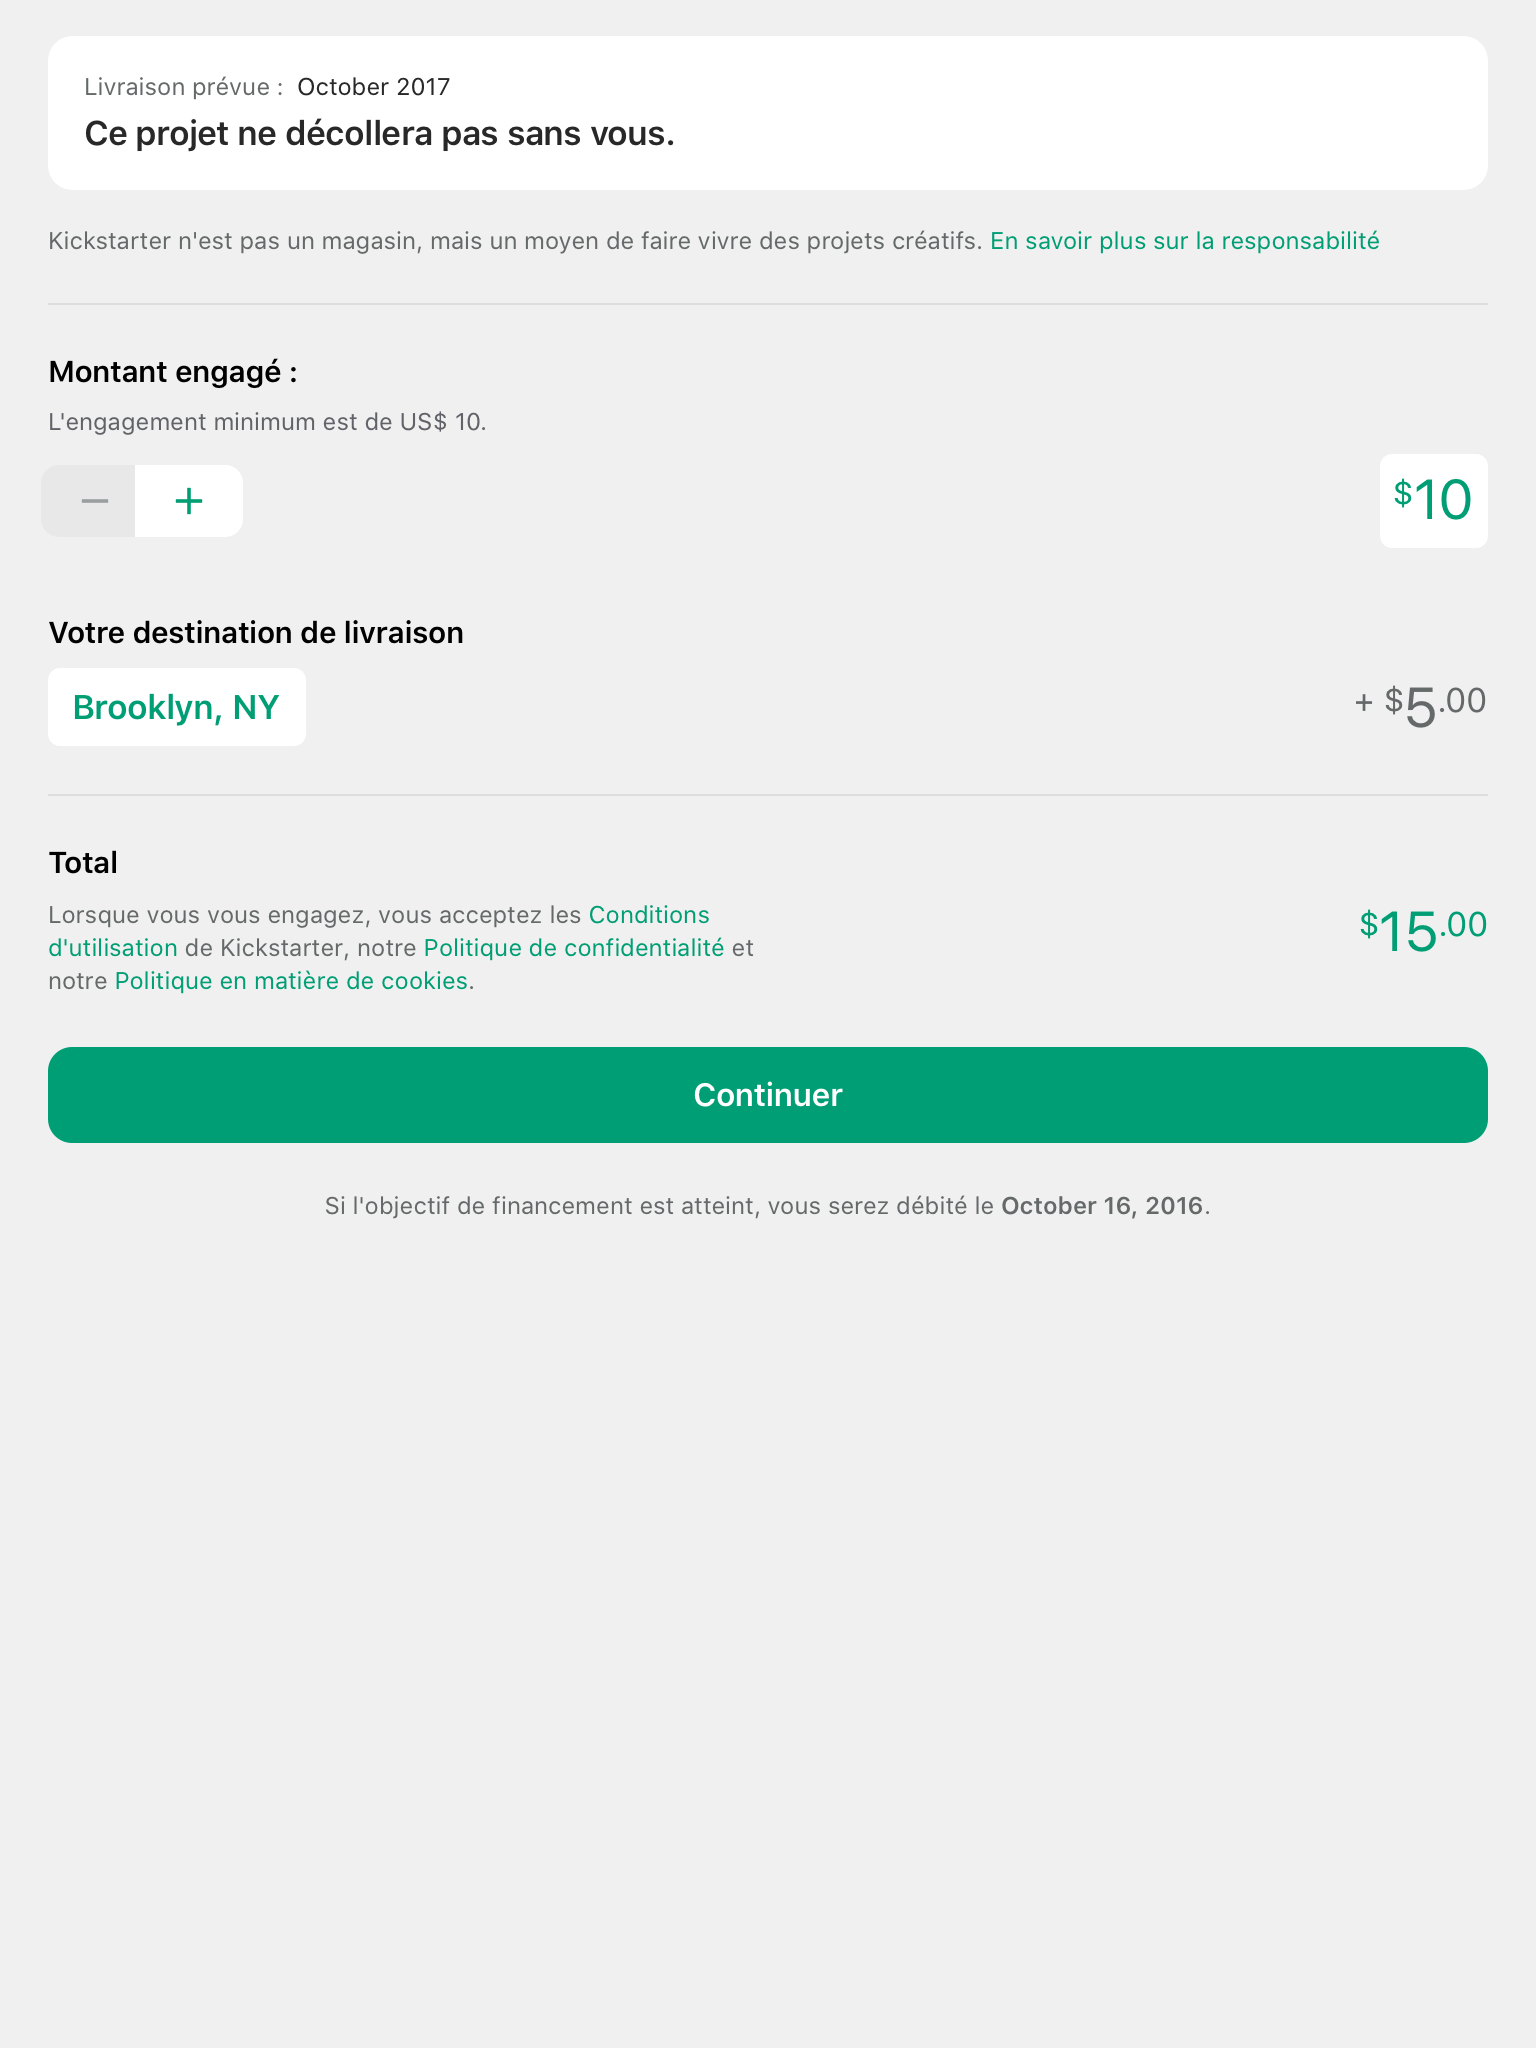 Livraison prévue : October 2017
Ce projet ne décollera pas sans vous.
Kickstarter n'est pas un magasin, mais un moyen de faire vivre des projets créatifs. En savoir plus sur la responsabilité
Montant engagé :
L'engagement minimum est de US$ 10.
− +
$10
Votre destination de livraison
Brooklyn, NY
+ $5.00
Total
Lorsque vous vous engagez, vous acceptez les Conditions
d'utilisation de Kickstarter, notre Politique de confidentialité et
notre Politique en matière de cookies.
$15.00
Continuer
Si l'objectif de financement est atteint, vous serez débité le October 16, 2016.